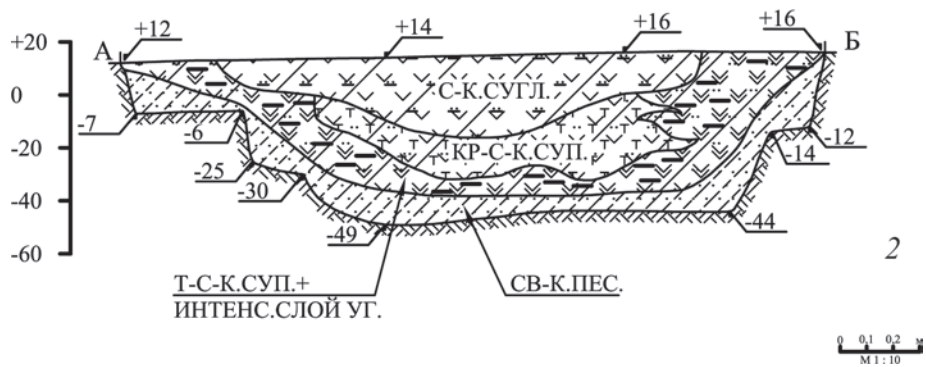 +20 А +12 +14 +16 +16 Б
С-К.СУГЛ.
0
-7 -6 КР-С-К.СУП. -12
-20 -14
-25
-30
-40
-49 -44
-60
2
Т-С-К.СУП.+ СВ-К.ПЕС.
ИНТЕНС.СЛОЙ УГ.
0 0,1 0,2 м
М 1 : 10